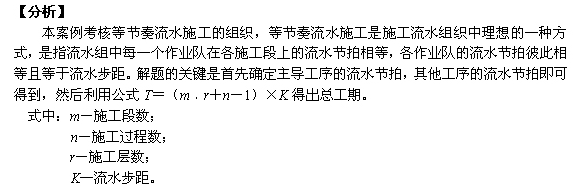 【分析】
本案例考核等节奏流水施工的组织，等节奏流水施工是施工流水组织中理想的一种方
式，是指流水组中每一个作业队在各施工段上的流水节拍相等，各作业队的流水节拍彼此相
等且等于流水步距。解题的关键是首先确定主导工序的流水节拍，其他工序的流水节拍即可
得到，然后利用公式 T＝（m．r＋n－1）×K 得出总工期。
式中：m—施工段数；
n—施工过程数；
r—施工层数；
K—流水步距。